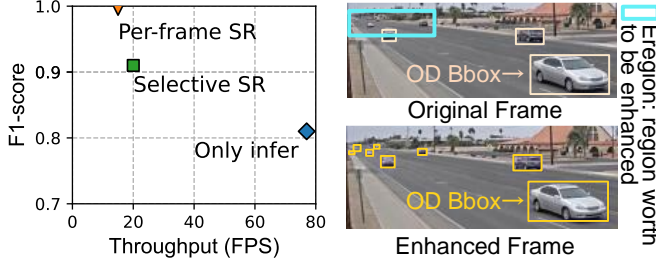 1.0
0.9
0.8
0.7
F1-score
Per-frame SR
Selective SR
Only infer
0 20 40 60 80
Throughput (FPS)
OD Bbox→
Original Frame
OD Bbox→
Enhanced Frame
Eregion: region worth
to be enhanced